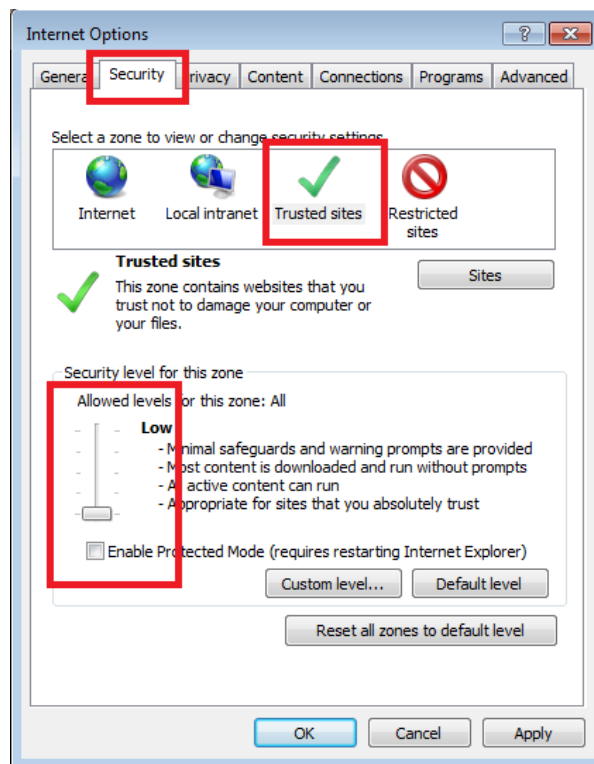 Internet Options
General Security Privacy Content Connections Programs Advanced
Select a zone to view or change security settings.
Internet Local intranet Trusted sites Restricted
sites
Trusted sites
This zone contains websites that you
trust not to damage your computer or
your files.
Sites
Security level for this zone
Allowed levels for this zone: All
Low
- Minimal safeguards and warning prompts are provided
- Most content is downloaded and run without prompts
- All active content can run
- Appropriate for sites that you absolutely trust
Enable Protected Mode (requires restarting Internet Explorer)
Custom level... Default level
Reset all zones to default level
OK Cancel Apply